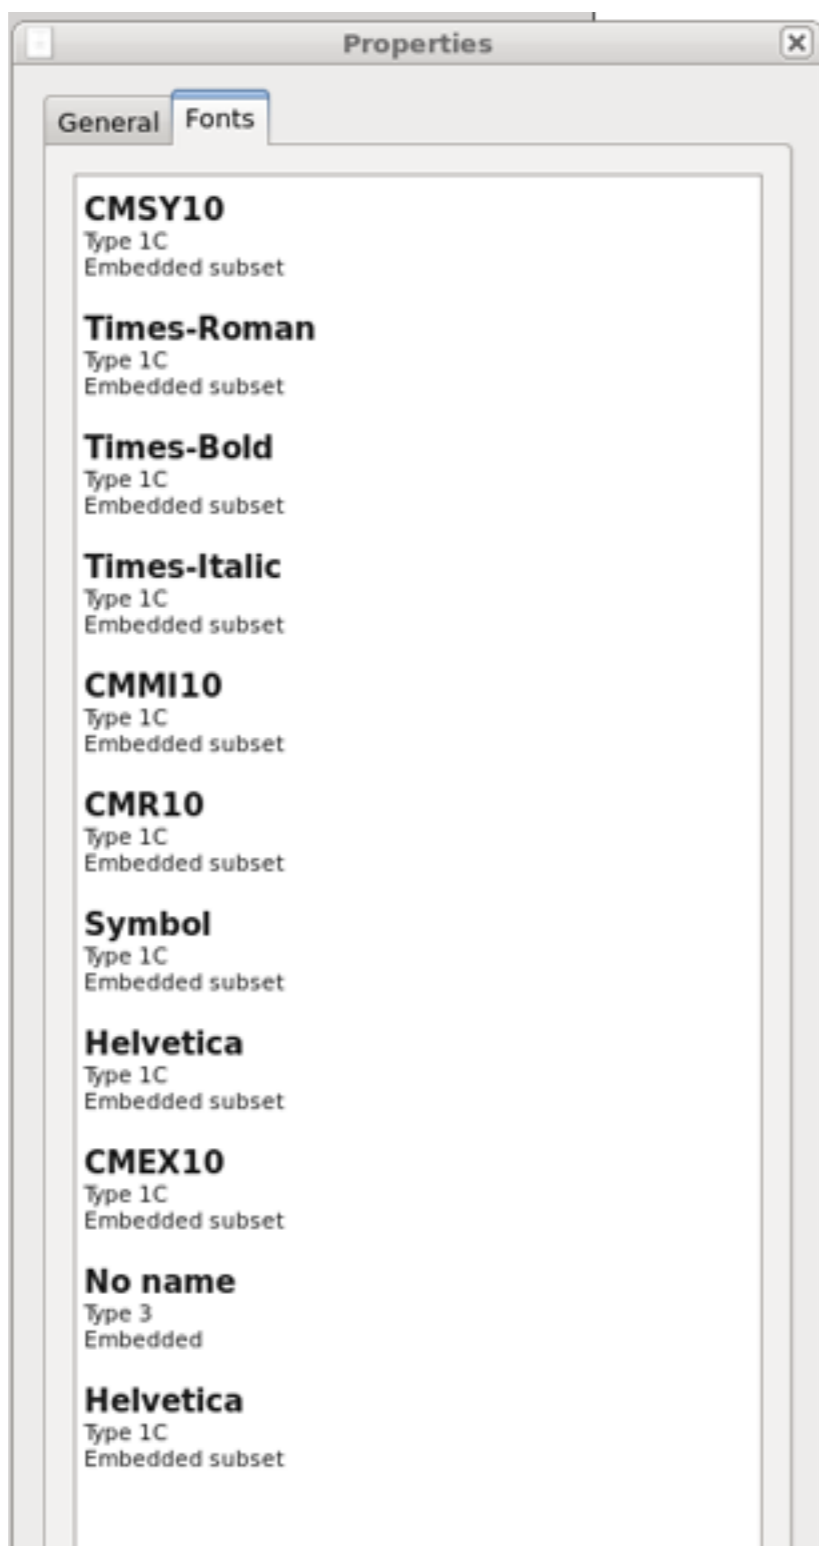 Properties
General
Fonts
CMSY10
Type 1C
Embedded subset
Times-Roman
Type 1C
Embedded subset
Times-Bold
Type 1C
Embedded subset
Times-Italic
Type 1C
Embedded subset
CMMI10
Type 1C
Embedded subset
CMR10
Type 1C
Embedded subset
Symbol
Type 1C
Embedded subset
Helvetica
Type 1C
Embedded subset
CMEX10
Type 1C
Embedded subset
No name
Type 3
Embedded
Helvetica
Type 1C
Embedded subset